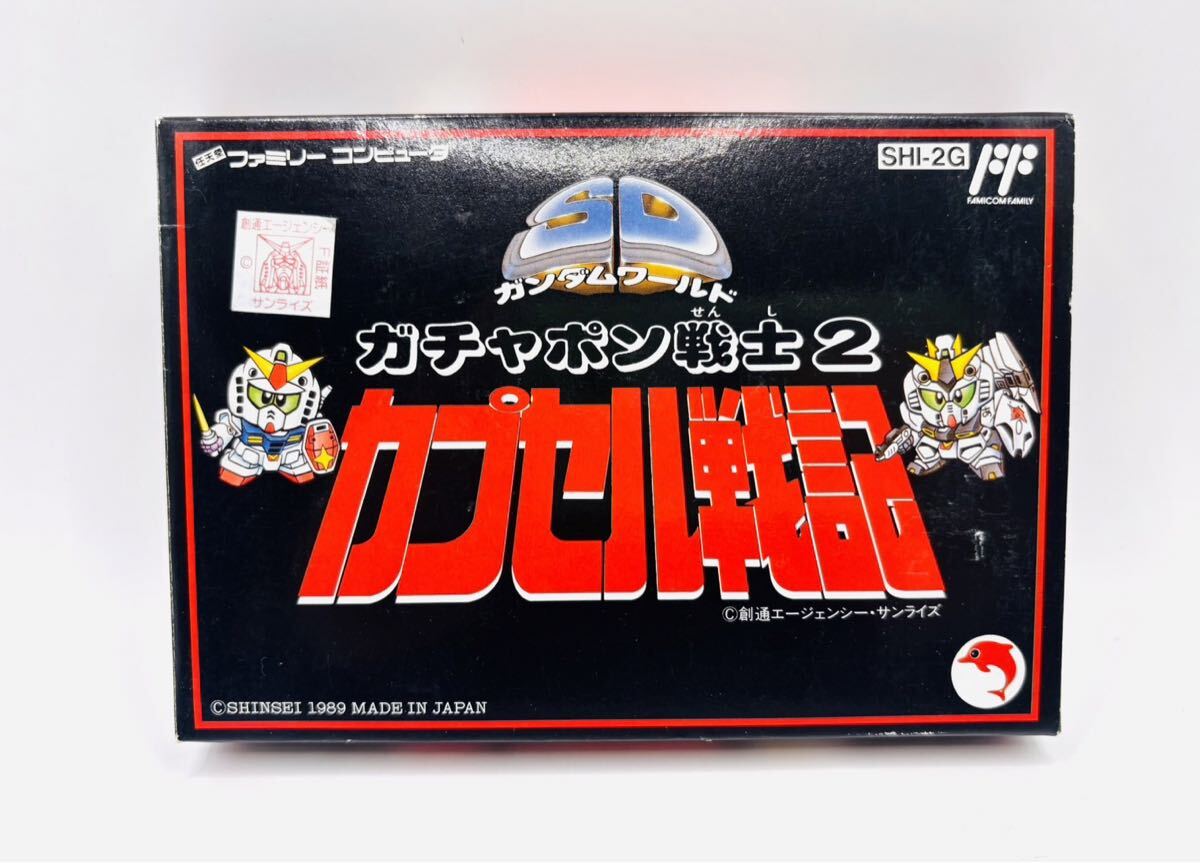 任天堂 ファミリー コンピュータ
SHI-2G
FAMICOM FAMILY
創通エージェンシー
F証紙
©
サンライズ
SD
ガンダムワールド
せん し
ガチャポン戦士2
カプセル戦記
©創通エージェンシー・サンライズ
©SHINSEI 1989 MADE IN JAPAN